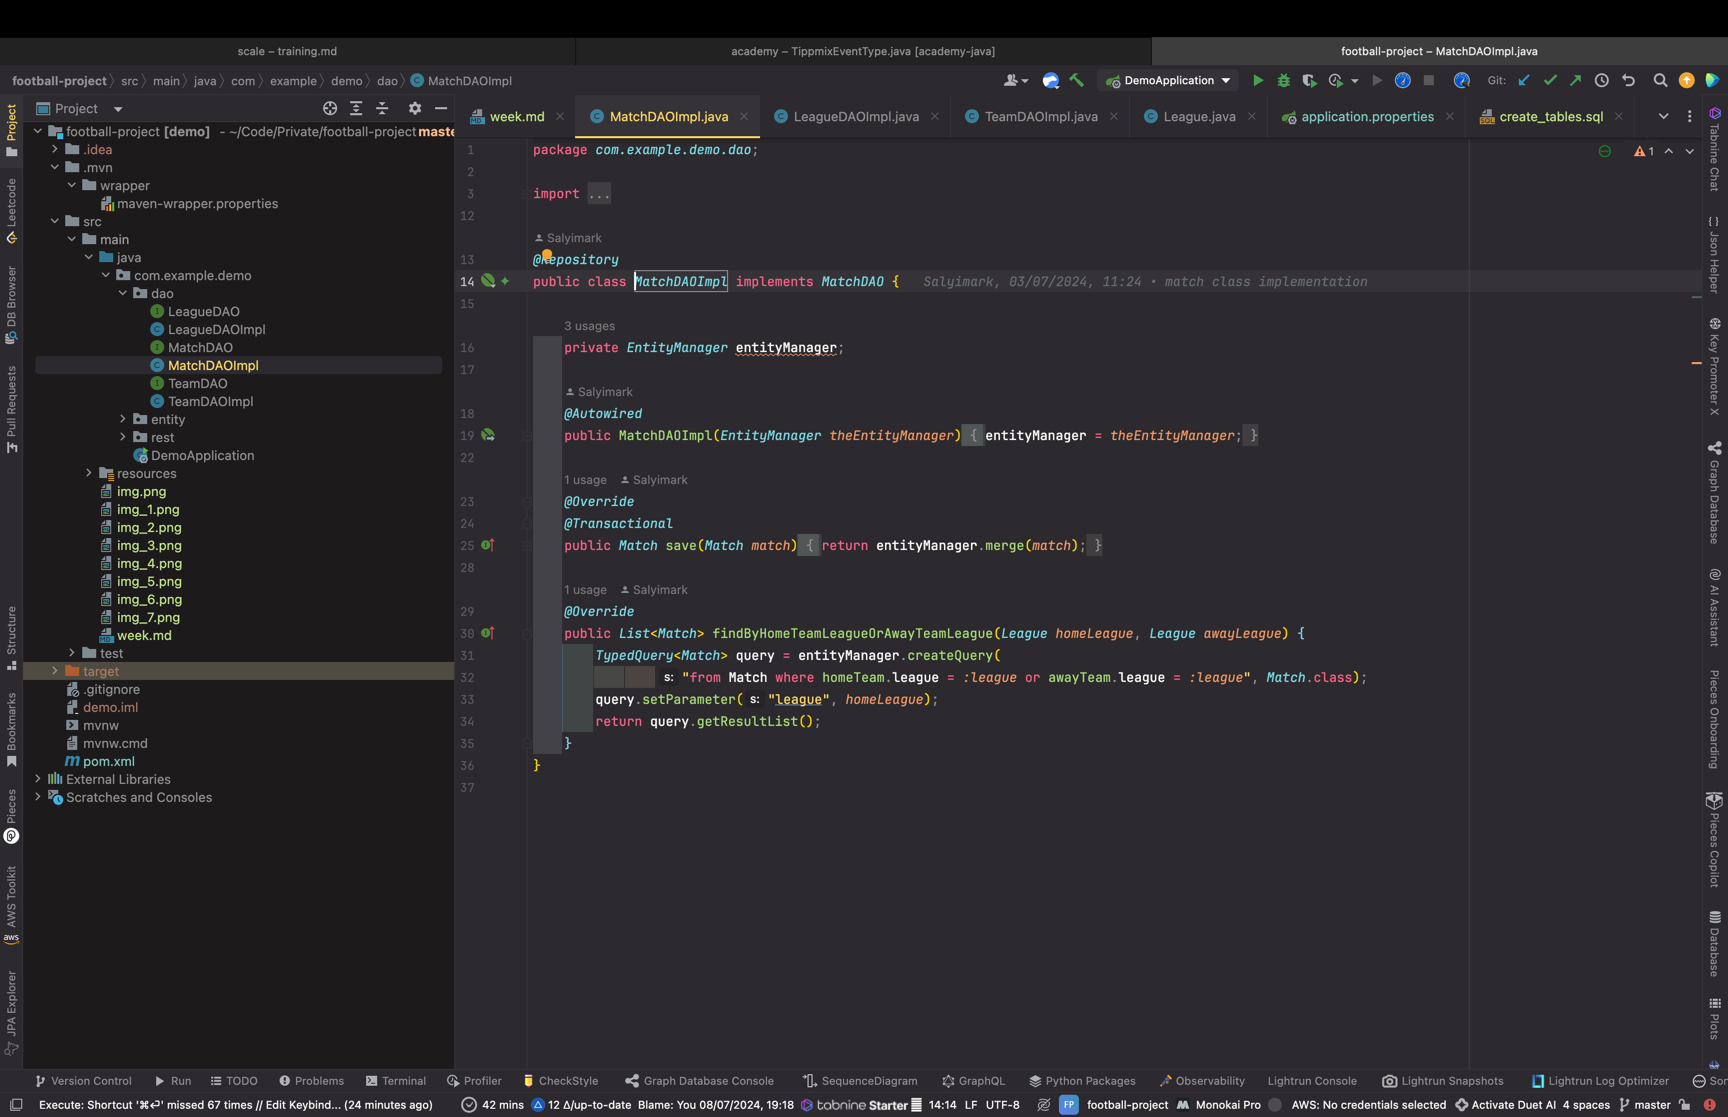 scale – training.md
academy – TippmixEventType.java [academy-java]
football-project – MatchDAOImpl.java
football-project
src
main
java
com
example
demo
dao
MatchDAOImpl
DemoApplication
Git:
Project
week.md
MatchDAOImpl.java
LeagueDAOImpl.java
TeamDAOImpl.java
League.java
application.properties
create_tables.sql
Project
Leetcode
DB Browser
Pull Requests
Structure
Bookmarks
Pieces
AWS Toolkit
aws
JPA Explorer
football-project [demo] - ~/Code/Private/football-project maste
.idea
.mvn
wrapper
maven-wrapper.properties
src
main
java
com.example.demo
dao
LeagueDAO
LeagueDAOImpl
MatchDAO
MatchDAOImpl
TeamDAO
TeamDAOImpl
entity
rest
DemoApplication
resources
img.png
img_1.png
img_2.png
img_3.png
img_4.png
img_5.png
img_6.png
img_7.png
week.md
test
target
.gitignore
demo.iml
mvnw
mvnw.cmd
pom.xml
External Libraries
Scratches and Consoles
1 package com.example.demo.dao;
2
3 import ...
12
Salyimark
13 @Repository
14 public class MatchDAOImpl implements MatchDAO { Salyimark, 03/07/2024, 11:24 • match class implementation
15
3 usages
16 private EntityManager entityManager;
17
Salyimark
18 @Autowired
19 public MatchDAOImpl(EntityManager theEntityManager) { entityManager = theEntityManager; }
22
1 usage Salyimark
23 @Override
24 @Transactional
25 public Match save(Match match) { return entityManager.merge(match); }
28
1 usage Salyimark
29 @Override
30 public List<Match> findByHomeTeamLeagueOrAwayTeamLeague(League homeLeague, League awayLeague) {
31 TypedQuery<Match> query = entityManager.createQuery(
32 s: "from Match where homeTeam.league = :league or awayTeam.league = :league", Match.class);
33 query.setParameter( s: "league", homeLeague);
34 return query.getResultList();
35 }
36 }
37
1
Tabnine Chat
Json Helper
Key Promoter X
Graph Database
AI Assistant
Pieces Onboarding
Pieces Copilot
Database
Plots
Version Control
Run
TODO
Problems
Terminal
Profiler
CheckStyle
Graph Database Console
SequenceDiagram
GraphQL
Python Packages
Observability
Lightrun Console
Lightrun Snapshots
Lightrun Log Optimizer
Execute: Shortcut '⌘↩' missed 67 times // Edit Keybind... (24 minutes ago)
42 mins
12 Δ/up-to-date
Blame: You 08/07/2024, 19:18
tabnine Starter
14:14
LF
UTF-8
FP
football-project
Monokai Pro
AWS: No credentials selected
Activate Duet AI
4 spaces
master